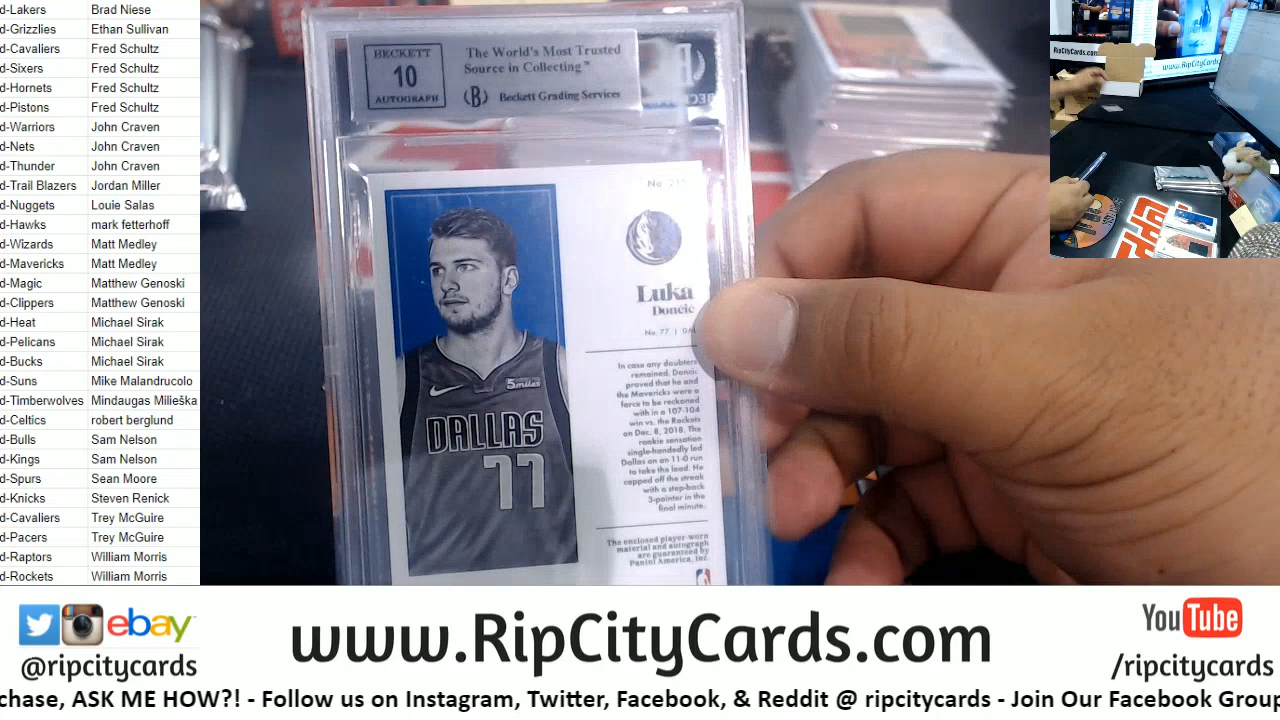 d-Lakers Brad Niese
d-Grizzlies Ethan Sullivan
d-Cavaliers Fred Schultz
d-Sixers Fred Schultz
d-Hornets Fred Schultz
d-Pistons Fred Schultz
d-Warriors John Craven
d-Nets John Craven
d-Thunder John Craven
d-Trail Blazers Jordan Miller
d-Nuggets Louie Salas
d-Hawks mark fetterhoff
d-Wizards Matt Medley
d-Mavericks Matt Medley
d-Magic Matthew Genoski
d-Clippers Matthew Genoski
d-Heat Michael Sirak
d-Pelicans Michael Sirak
d-Bucks Michael Sirak
d-Suns Mike Malandrucolo
d-Timberwolves Mindaugas Milieška
d-Celtics robert berglund
d-Bulls Sam Nelson
d-Kings Sam Nelson
d-Spurs Sean Moore
d-Knicks Steven Renick
d-Cavaliers Trey McGuire
d-Pacers Trey McGuire
d-Raptors William Morris
d-Rockets William Morris
BECKETT
10
AUTOGRAPH
The World's Most Trusted
Source in Collecting™
B Beckett Grading Services
No.
Luka
Dončić
No. 77 | DAL
In case any doubters
remained, Doncic
proved that he and
the Mavericks were a
force to be reckoned
with in a 107-104
win vs. the Rockets
on Dec. 8, 2018. The
rookie sensation
single-handedly led
Dallas on an 11-0 run
to take the lead. He
capped off the streak
with a step-back
3-pointer in the
final minute.
The enclosed player-worn
material and autograph
are guaranteed by
Panini America, Inc.
5miles
DALLAS
77
RipCityCards.com
www.RipCityCards
ebay
@ripcitycards
www.RipCityCards.com
YouTube
/ripcitycards
chase, ASK ME HOW?! - Follow us on Instagram, Twitter, Facebook, & Reddit @ ripcitycards - Join Our Facebook Group